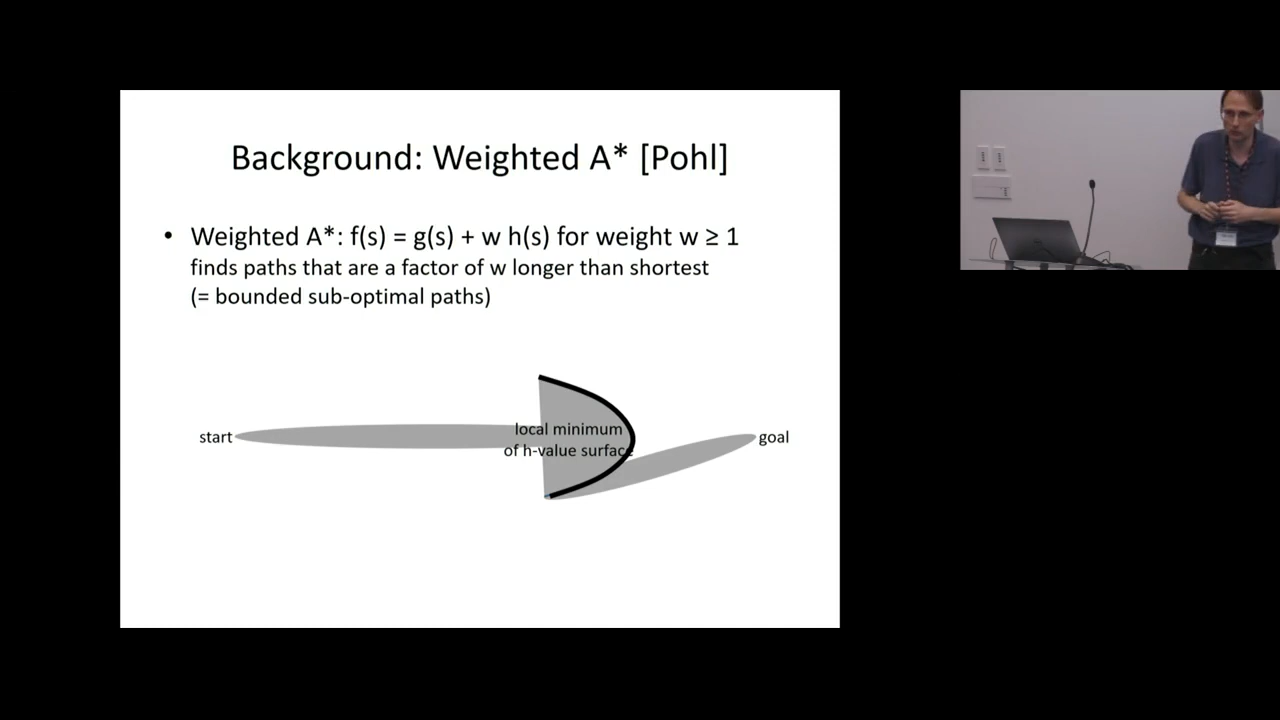 Background: Weighted A* [Pohl]
• Weighted A*: f(s) = g(s) + w h(s) for weight w ≥ 1
finds paths that are a factor of w longer than shortest
(= bounded sub-optimal paths)
local minimum
start
goal
of h-value surface